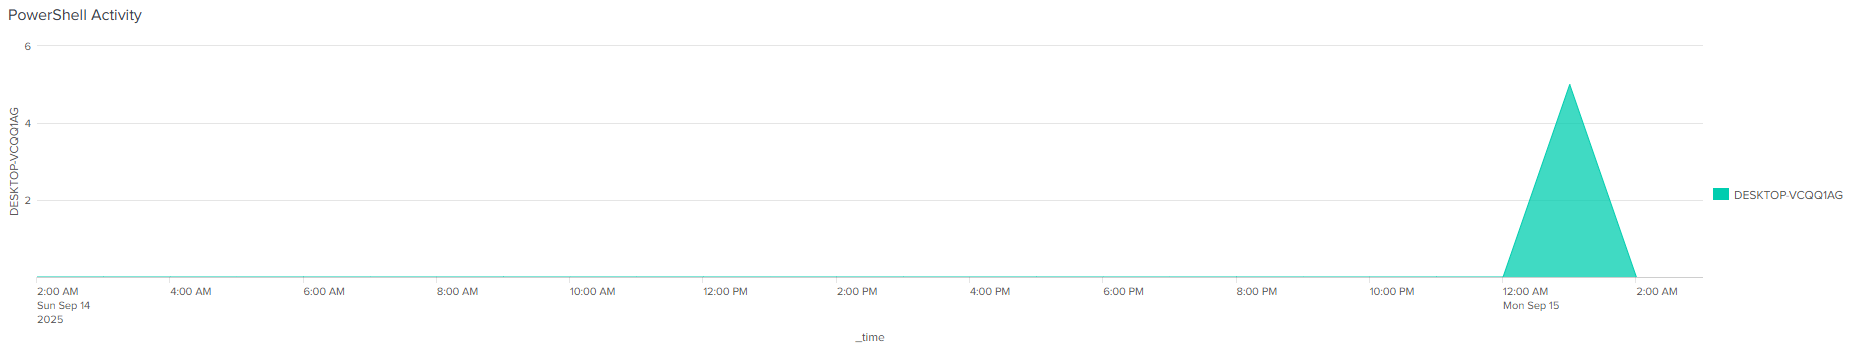 PowerShell Activity
6
4
2
DESKTOP-VCQQ1AG
2:00 AM
Sun Sep 14
2025
4:00 AM
6:00 AM
8:00 AM
10:00 AM
12:00 PM
2:00 PM
4:00 PM
6:00 PM
8:00 PM
10:00 PM
12:00 AM
Mon Sep 15
2:00 AM
_time
DESKTOP-VCQQ1AG